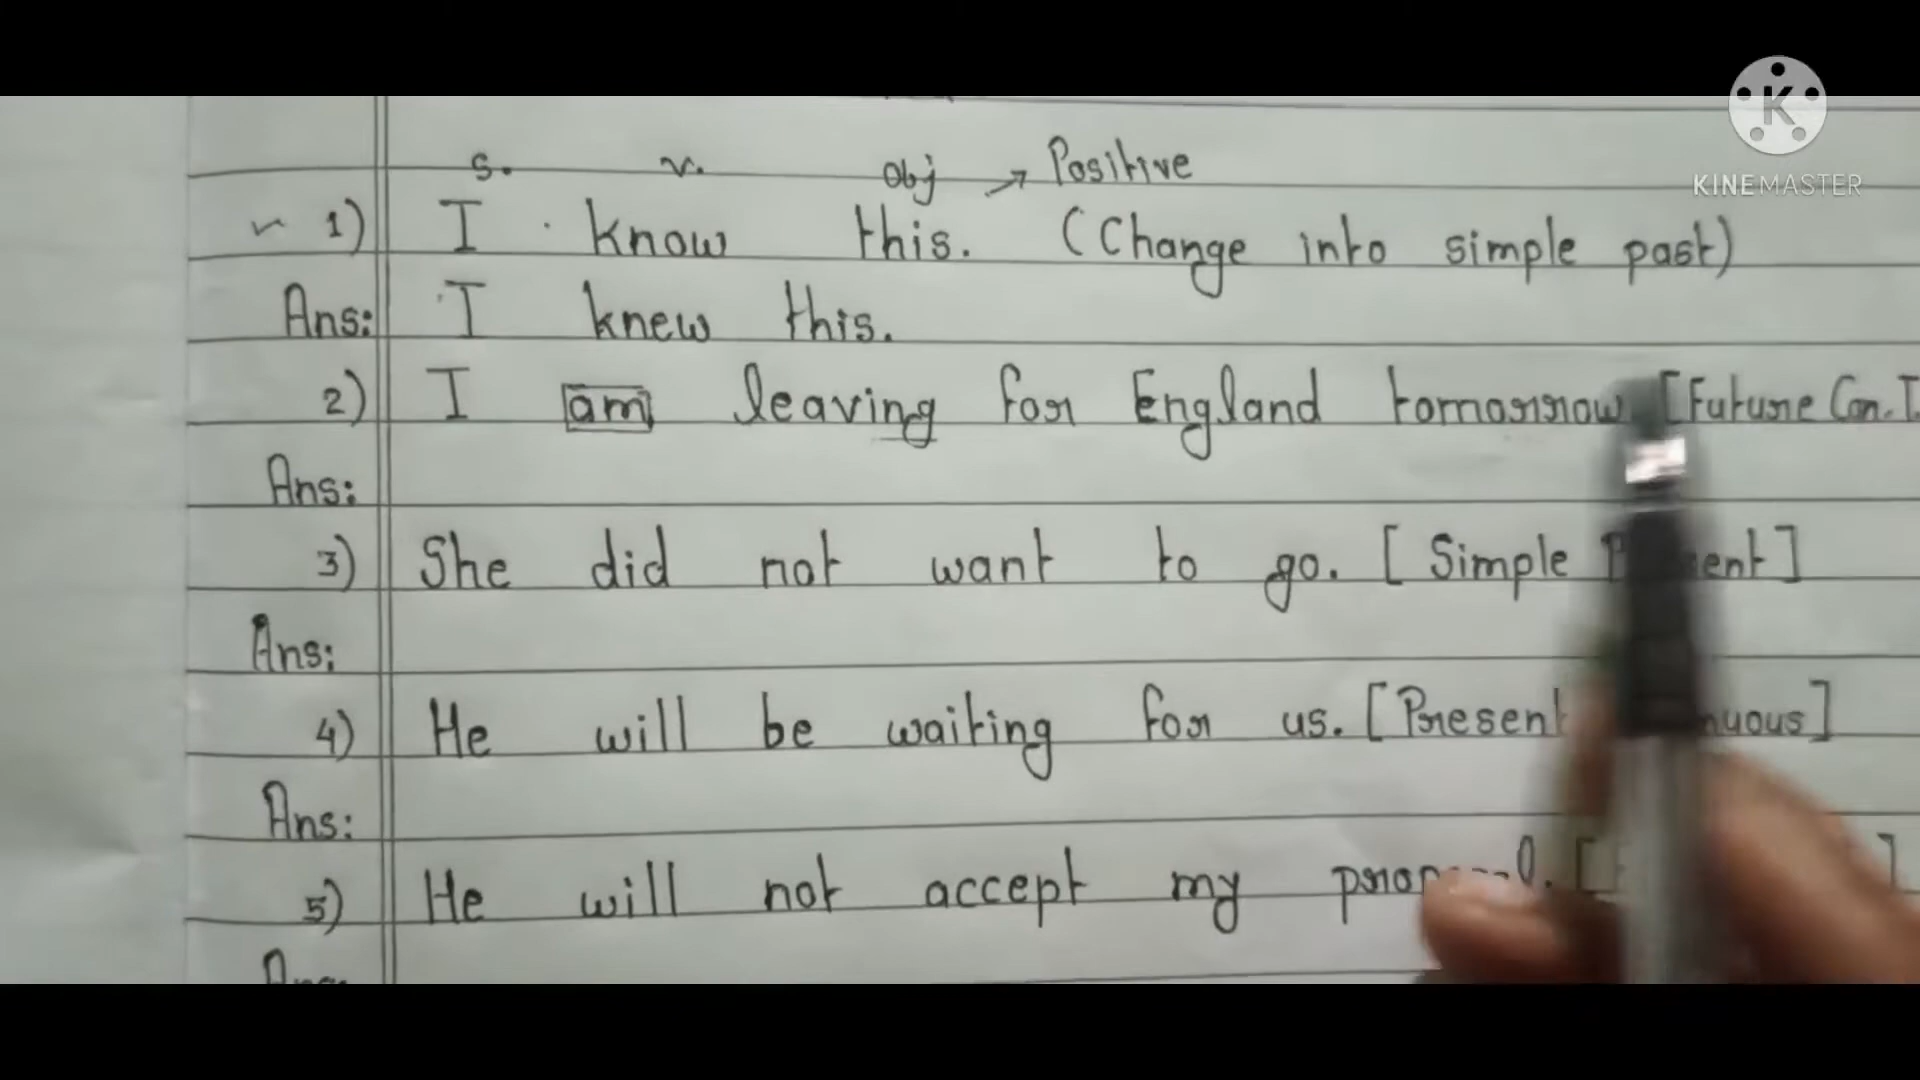 KINEMASTER
s. v. obj → Positive
1) I know this. (Change into simple past)
Ans: I knew this.
2) I am leaving for England tomorrow [Future Con. T
Ans:
3) She did not want to go. [Simple
Ans:
4) He will be waiting for us. [Present
Ans:
5) He will not accept my
Ans: